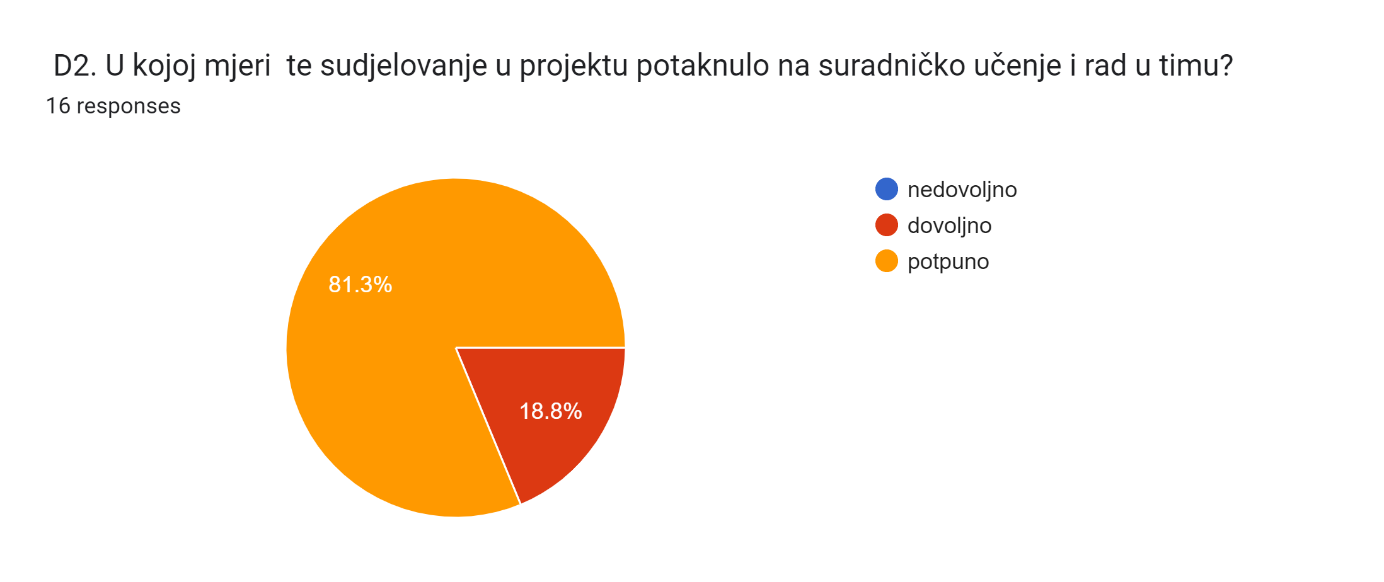 D2. U kojoj mjeri  te sudjelovanje u projektu potaknulo na suradničko učenje i rad u timu?
16 responses
nedovoljno
dovoljno
potpuno
81.3%
18.8%